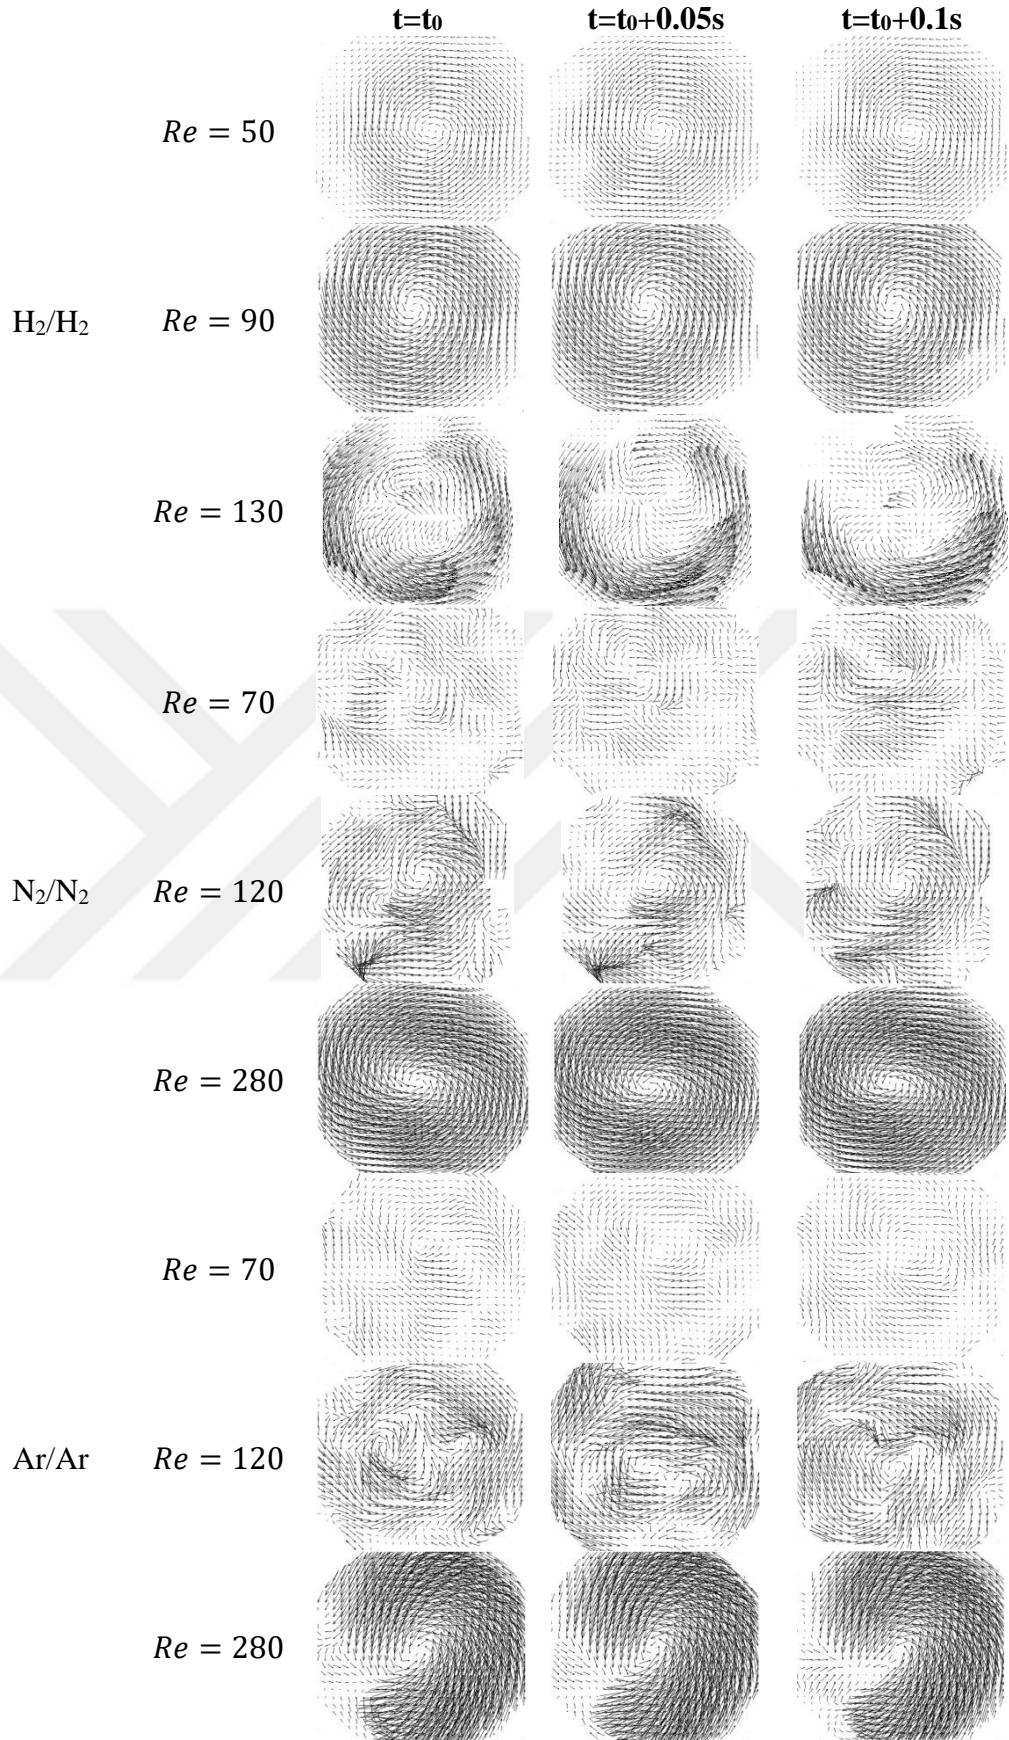 t=t₀ t=t₀+0.05s t=t₀+0.1s
Re = 50
H₂/H₂ Re = 90
Re = 130
Re = 70
N₂/N₂ Re = 120
Re = 280
Re = 70
Ar/Ar Re = 120
Re = 280